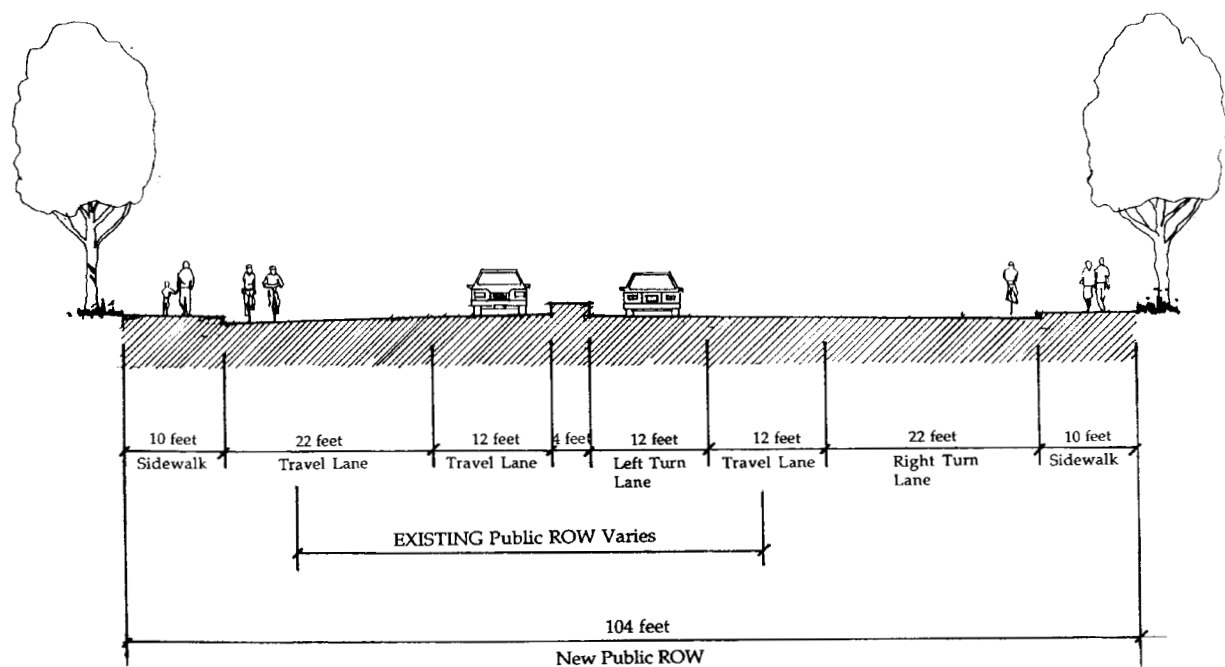 10 feet 22 feet 12 feet 4 feet 12 feet 12 feet 22 feet 10 feet
Sidewalk Travel Lane Travel Lane Left Turn Travel Lane Right Turn Sidewalk
Lane Lane
EXISTING Public ROW Varies
104 feet
New Public ROW